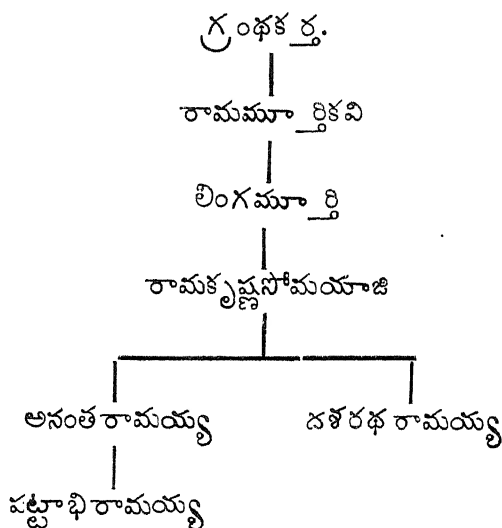 గ్రంథకర్త.
రామమూర్తికవి
లింగమూర్తి
రామకృష్ణసోమయాజి
అనంతరామయ్య దశరథరామయ్య
పట్టాభిరామయ్య